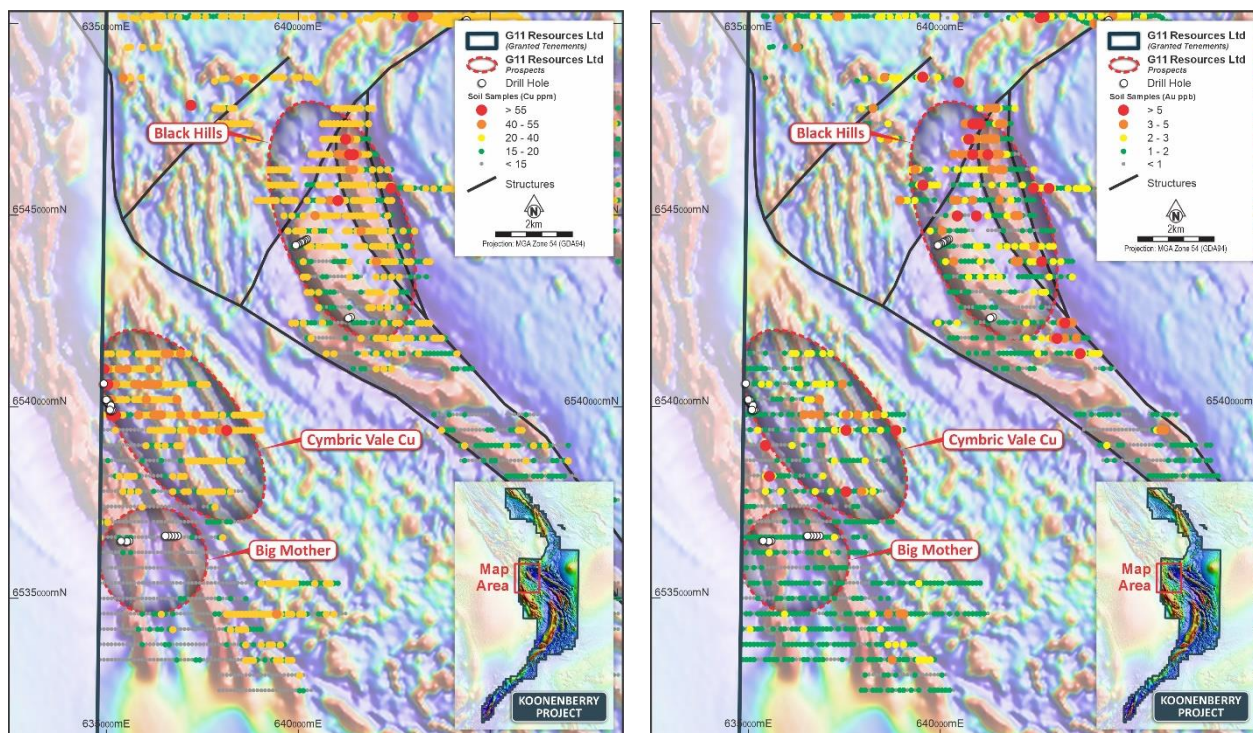 635000mE
640000mE
G11 Resources Ltd
(Granted Tenements)
G11 Resources Ltd
Prospects
Drill Hole
Soil Samples (Cu ppm)
> 55
40 - 55
20 - 40
15 - 20
< 15
Structures
N
2km
Projection: MGA Zone 54 (GDA94)
Black Hills
6545000mN
6540000mN
6540000mN
Cymbric Vale Cu
Big Mother
6535000mN
Map
Area
KOONENBERRY
PROJECT
635000mE
640000mE
635000mE
640000mE
G11 Resources Ltd
(Granted Tenements)
G11 Resources Ltd
Prospects
Drill Hole
Soil Samples (Au ppb)
> 5
3 - 5
2 - 3
1 - 2
< 1
Structures
N
2km
Projection: MGA Zone 54 (GDA94)
Black Hills
6545000mN
6540000mN
6540000mN
Cymbric Vale Cu
Big Mother
6535000mN
Map
Area
KOONENBERRY
PROJECT
635000mE
640000mE